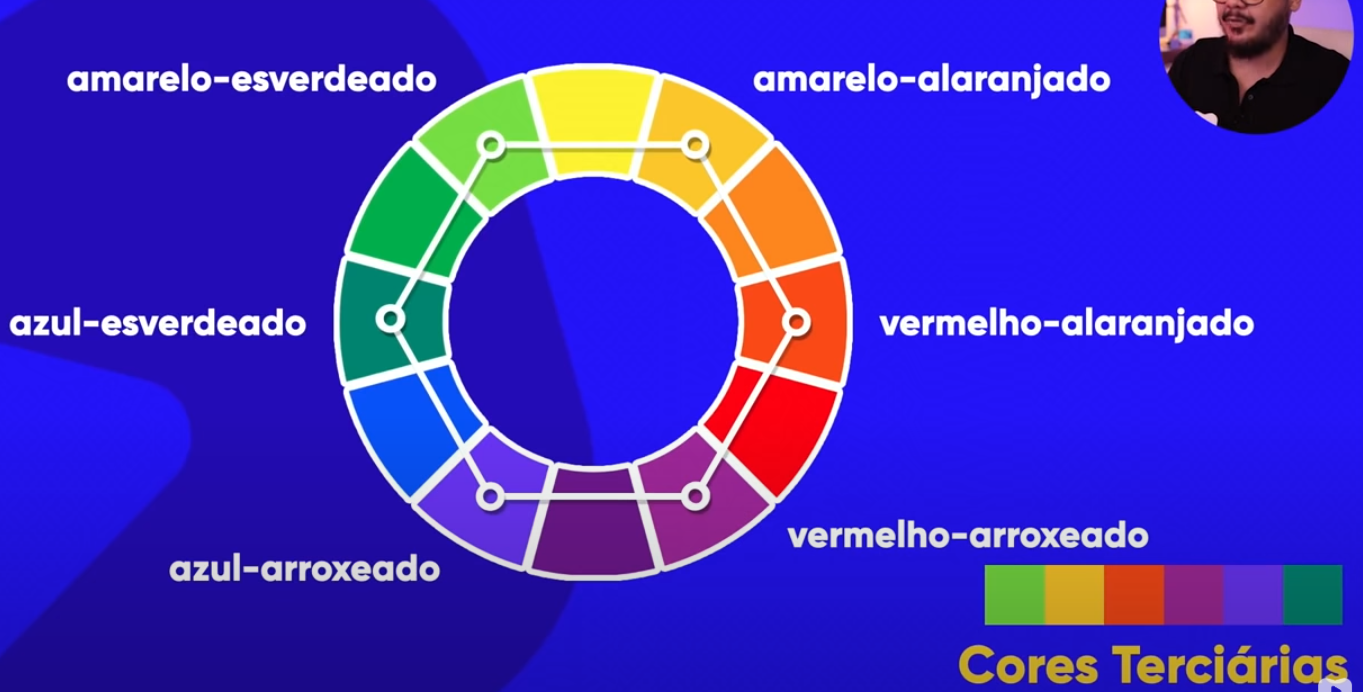 amarelo-esverdeado
amarelo-alaranjado
azul-esverdeado
vermelho-alaranjado
vermelho-arroxeado
azul-arroxeado
Cores Terciárias